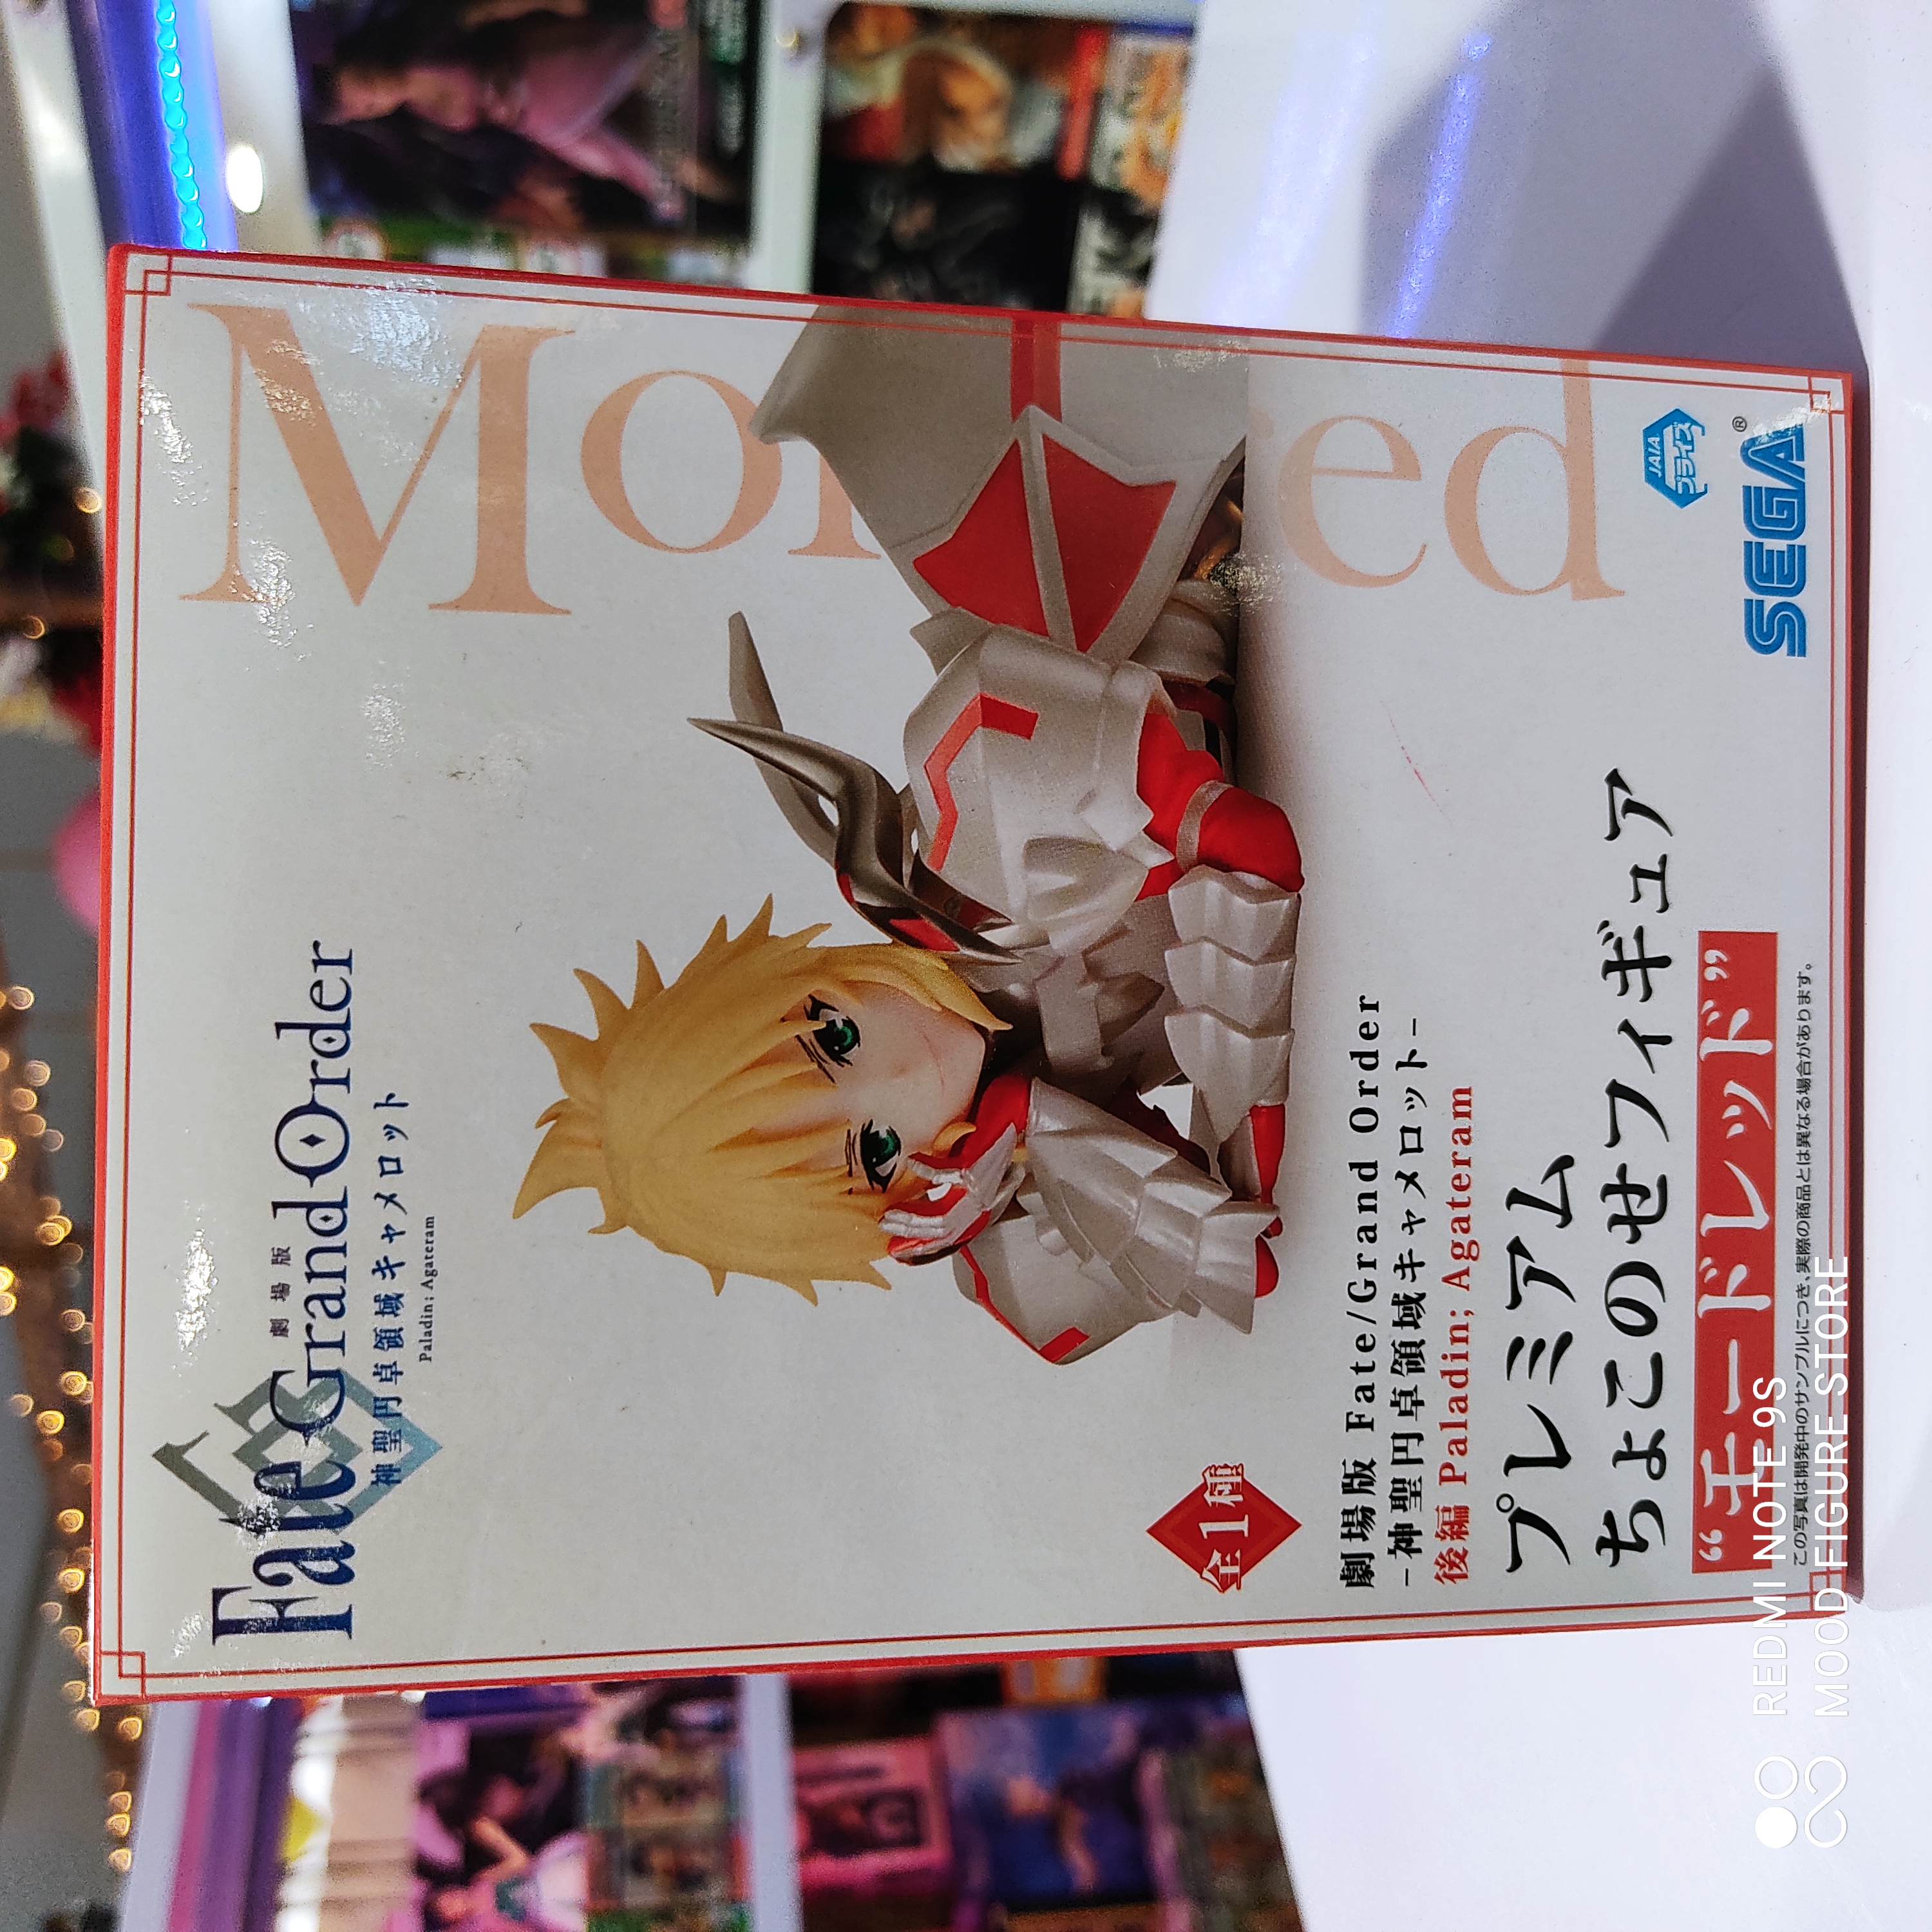 劇場版
Fate/Grand Order
神聖円卓領域キャメロット
Paladin; Agateram
全1種
劇場版 Fate/Grand Order
-神聖円卓領域キャメロット-
後編 Paladin; Agateram
プレミアム
ちょこのせフィギュア
“モードレッド”
この写真は開発中のサンプルにつき、実際の商品とは異なる場合があります。
JAIA
プライズ
SEGA®
REDMI NOTE 9S
MOOD FIGURE STORE